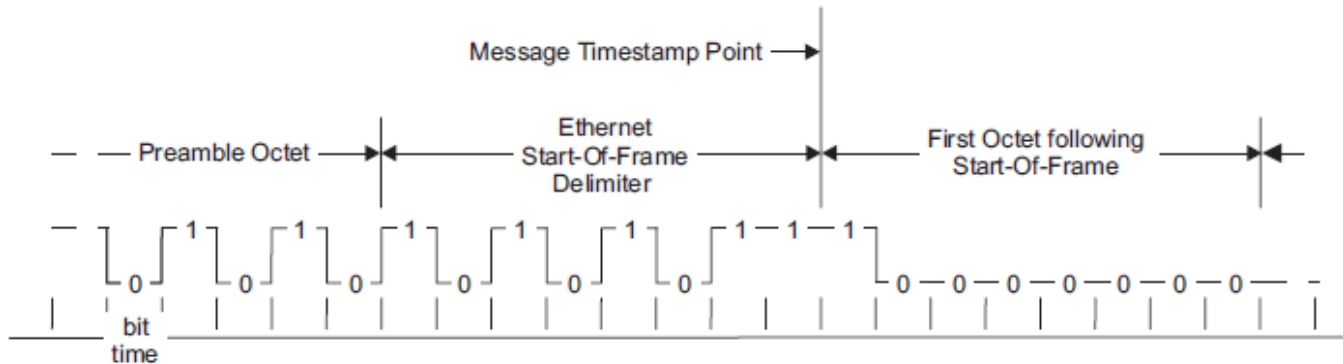 Message Timestamp Point
Preamble Octet
Ethernet
Start-Of-Frame
Delimiter
First Octet following
Start-Of-Frame
1 1 1 1 1 1 1 1
0 0 0 0 0 0 0 0 0 0 0 0 0
bit
time